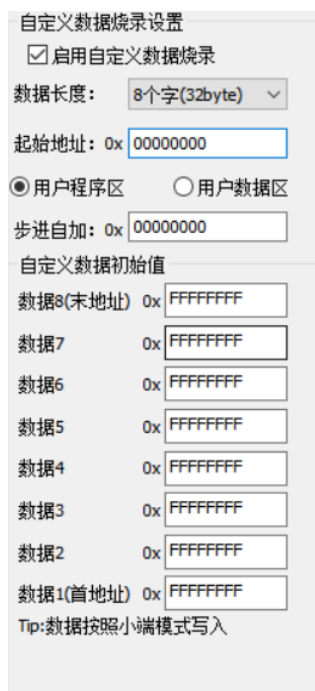 自定义数据烧录设置
启用自定义数据烧录
数据长度： 8个字(32byte)
起始地址：0x 00000000
用户程序区 用户数据区
步进自加：0x 00000000
自定义数据初始值
数据8(末地址) 0x FFFFFFFF
数据7 0x FFFFFFFF
数据6 0x FFFFFFFF
数据5 0x FFFFFFFF
数据4 0x FFFFFFFF
数据3 0x FFFFFFFF
数据2 0x FFFFFFFF
数据1(首地址) 0x FFFFFFFF
Tip:数据按照小端模式写入